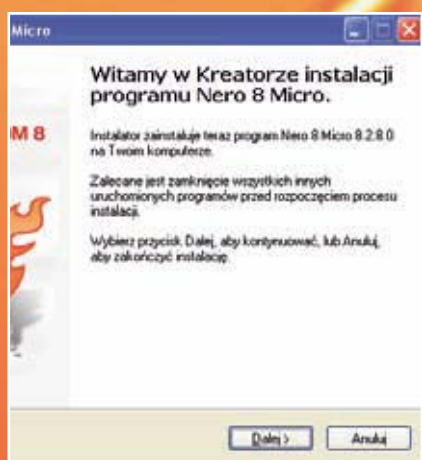 Micro
Witamy w Kreatorze instalacji
programu Nero 8 Micro.
M 8
Instalator zainstaluje teraz program Nero 8 Micro 8.2.8.0
na Twoim komputerze.
Zalecane jest zamknięcie wszystkich innych
uruchomionych programów przed rozpoczęciem procesu
instalacji.
Wybierz przycisk Dalej, aby kontynuować, lub Anuluj,
aby zakończyć instalację.
Dalej >
Anuluj